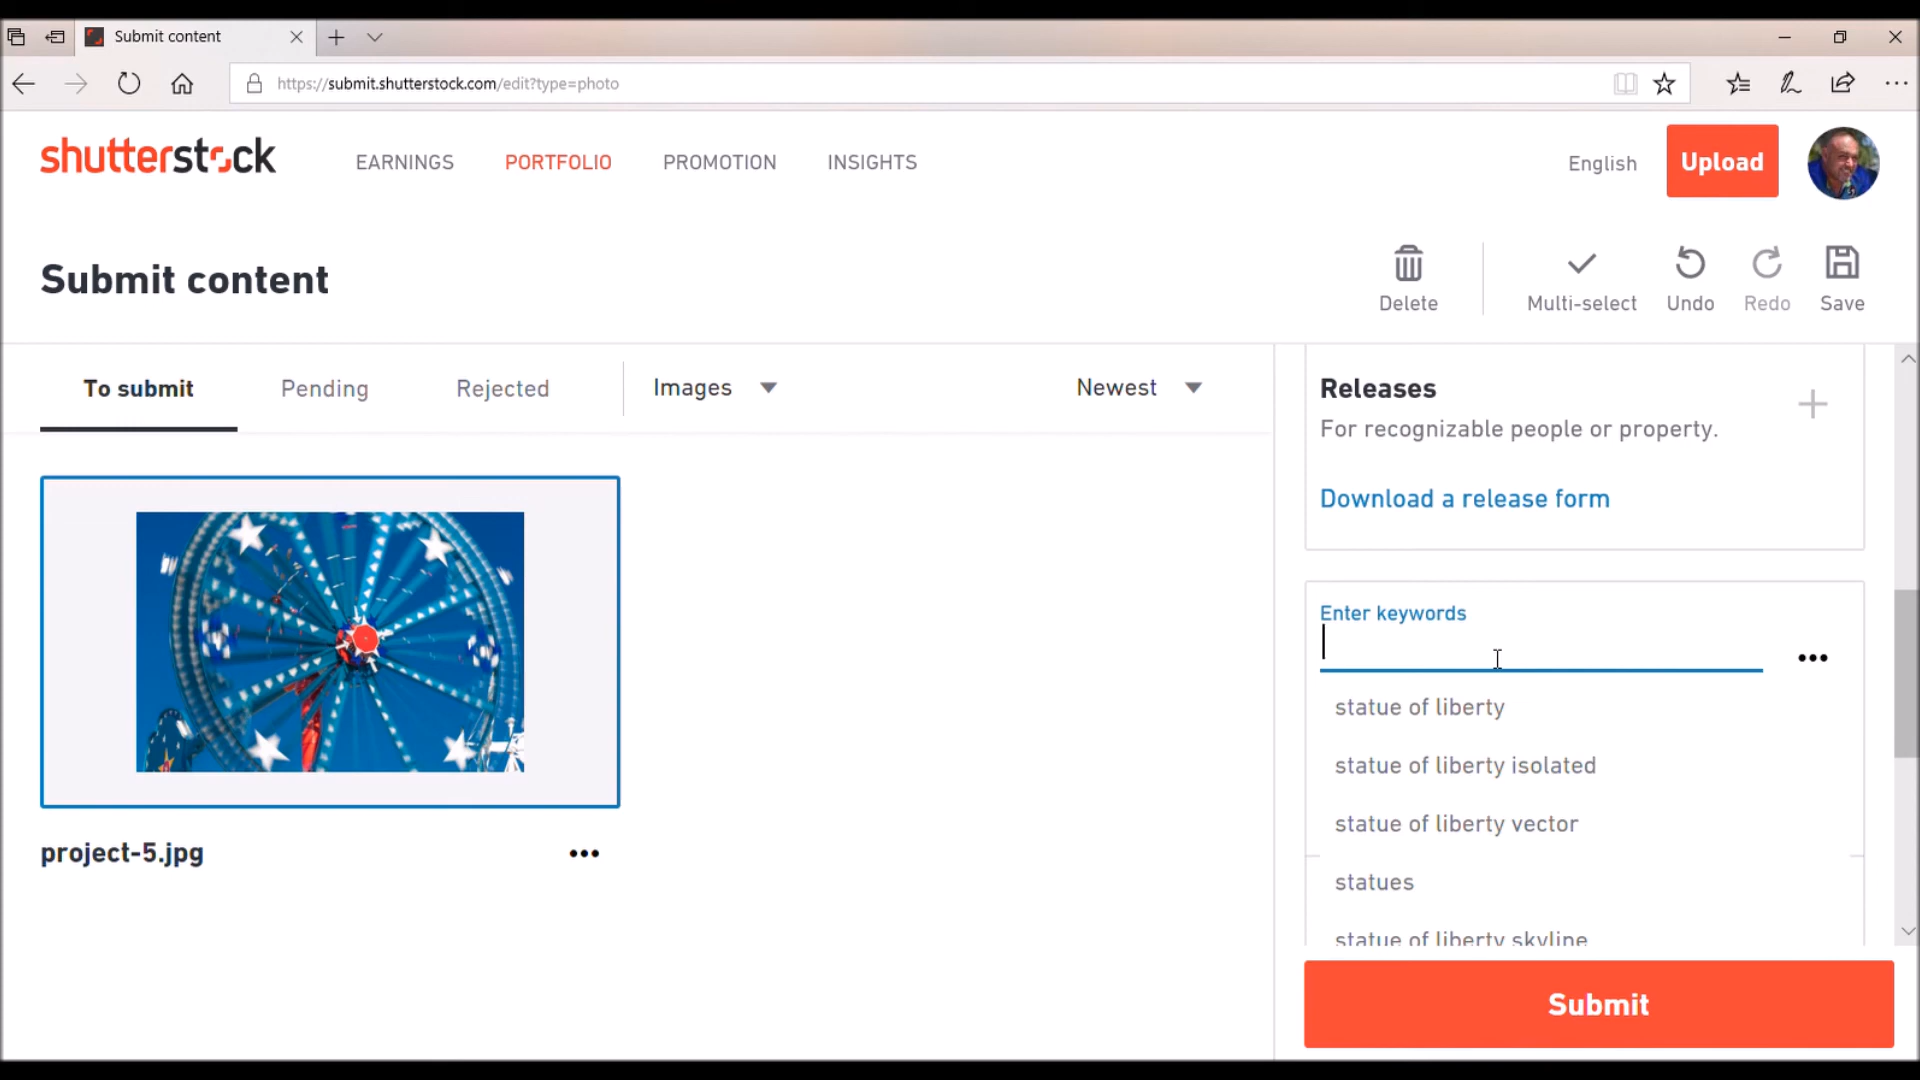 Submit content
https://submit.shutterstock.com/edit?type=photo
shutterstock
EARNINGS
PORTFOLIO
PROMOTION
INSIGHTS
English
Upload
Submit content
Delete
Multi-select
Undo
Redo
Save
To submit
Pending
Rejected
Images
Newest
project-5.jpg
Releases
For recognizable people or property.
Download a release form
Enter keywords
statue of liberty
statue of liberty isolated
statue of liberty vector
statues
statue of liberty skyline
Submit